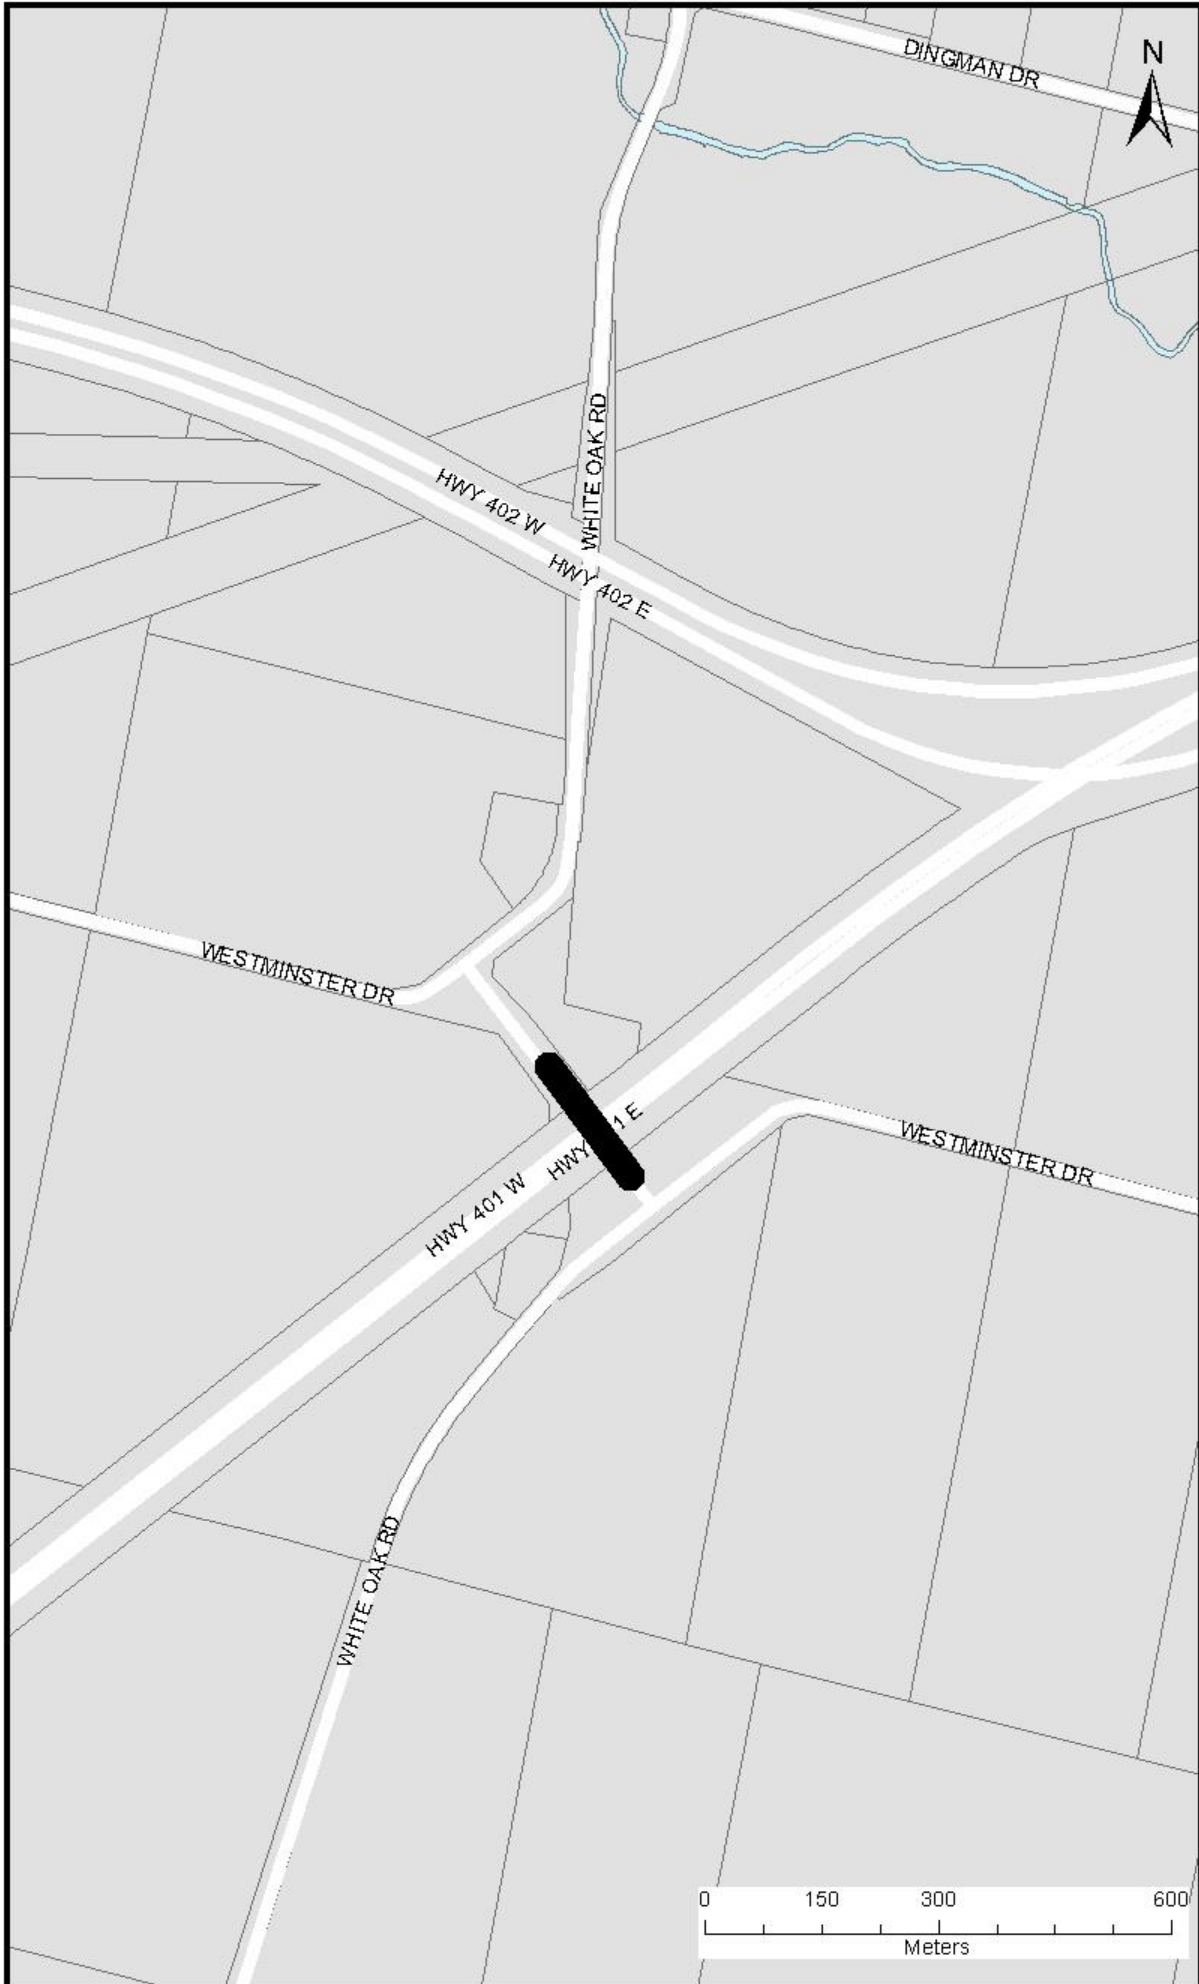 DINGMAN DR
N
WHITE OAK RD
HWY 402 W
HWY 402 E
WESTMINSTER DR
HWY 1 E
WESTMINSTER DR
HWY 401 W
WHITE OAK RD
0 150 300 600
Meters